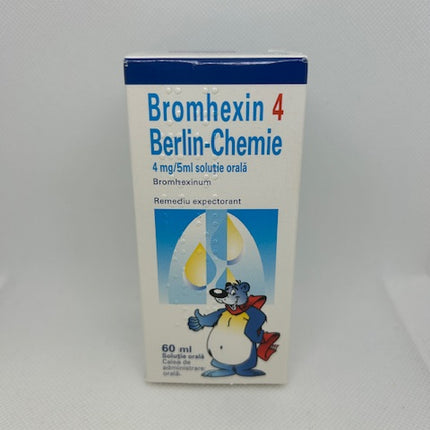 Bromhexin 4
Berlin-Chemie
4 mg/5ml soluție orală
Bromhexinum
Remediu expectorant
60 ml
Soluție orală
Calea de
administrare:
orală.